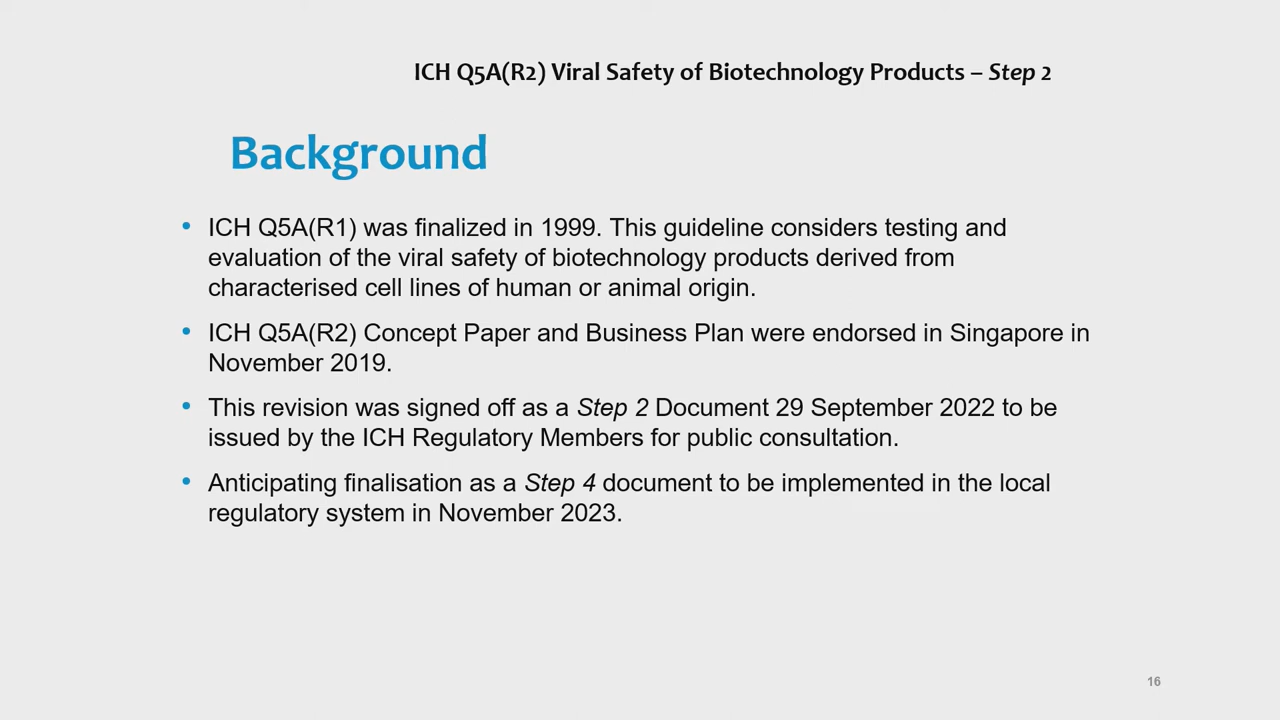 ICH Q5A(R2) Viral Safety of Biotechnology Products – Step 2
Background
• ICH Q5A(R1) was finalized in 1999. This guideline considers testing and
evaluation of the viral safety of biotechnology products derived from
characterised cell lines of human or animal origin.
• ICH Q5A(R2) Concept Paper and Business Plan were endorsed in Singapore in
November 2019.
• This revision was signed off as a Step 2 Document 29 September 2022 to be
issued by the ICH Regulatory Members for public consultation.
• Anticipating finalisation as a Step 4 document to be implemented in the local
regulatory system in November 2023.
16